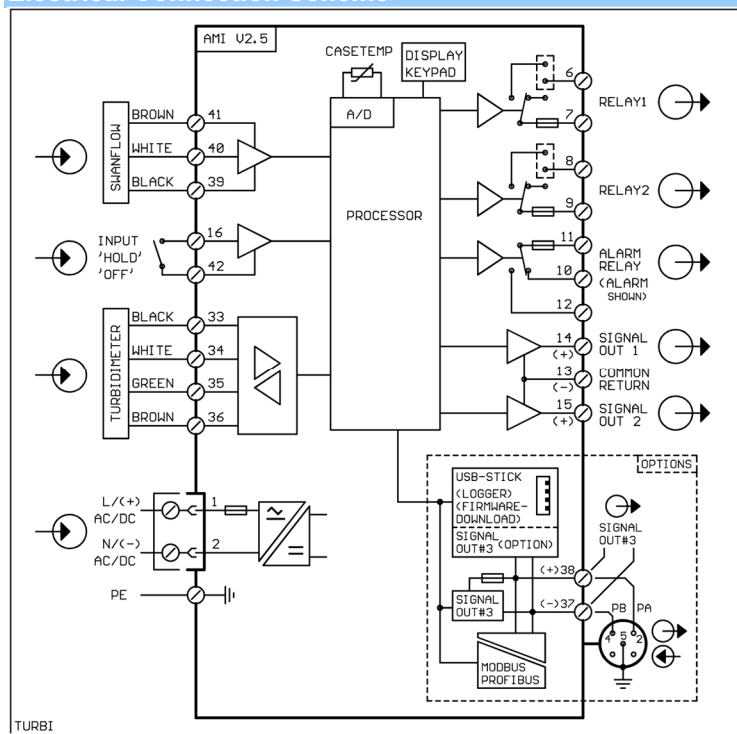 AMI V2.5
CASETEMP
DISPLAY
KEYPAD
A/D
PROCESSOR
SWANFLOW
BROWN 41
WHITE 40
BLACK 39
INPUT
'HOLD'
'OFF'
16
42
TURBIDIMETER
BLACK 33
WHITE 34
GREEN 35
BROWN 36
L/(+)
AC/DC
1
N/(-)
AC/DC
2
PE
6
RELAY1
7
8
RELAY2
9
11
ALARM
RELAY
10
(ALARM
SHOWN)
12
14
(+)
SIGNAL
OUT 1
13
(-)
COMMON
RETURN
15
(+)
SIGNAL
OUT 2
OPTIONS
USB-STICK
(LOGGER)
(FIRMWARE-
DOWNLOAD)
SIGNAL
OUT#3 (OPTION)
SIGNAL
OUT#3
(+)38
(-)37
PB PA
SIGNAL
OUT#3
4 5 2
MODBUS
PROFIBUS
TURBI